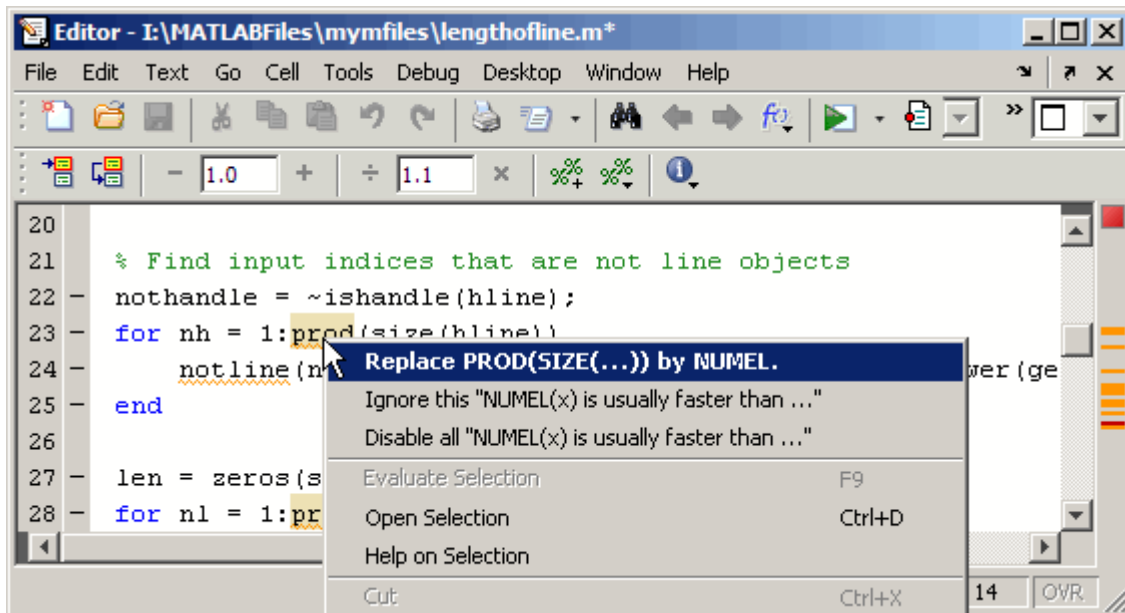 Editor - I:\MATLABFiles\mymfiles\lengthofline.m*
File Edit Text Go Cell Tools Debug Desktop Window Help
1.0 + ÷ 1.1 ×
20
21 % Find input indices that are not line objects
22 - nothandle = ~ishandle(hline);
23 - for nh = 1:prod(size(hline))
24 - notline(n wer(ge
25 - end
26
27 - len = zeros(s
28 - for nl = 1:pr
Replace PROD(SIZE(...)) by NUMEL.
Ignore this "NUMEL(x) is usually faster than ..."
Disable all "NUMEL(x) is usually faster than ..."
Evaluate Selection F9
Open Selection Ctrl+D
Help on Selection
Cut Ctrl+X
14 OVR